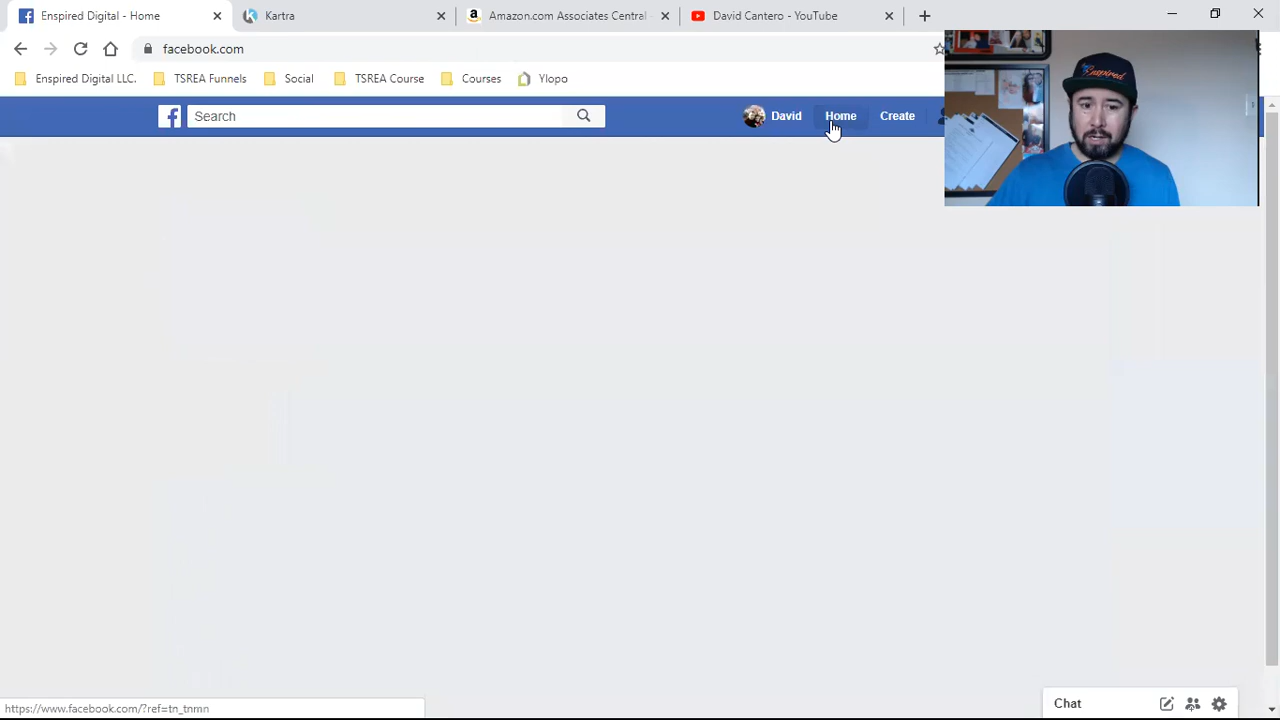 Enspired Digital - Home
Kartra
Amazon.com Associates Central -
David Cantero - YouTube
facebook.com
Enspired Digital LLC.
TSREA Funnels
Social
TSREA Course
Courses
Ylopo
Search
David
Home
Create
Enspired
https://www.facebook.com/?ref=tn_tnmn
Chat